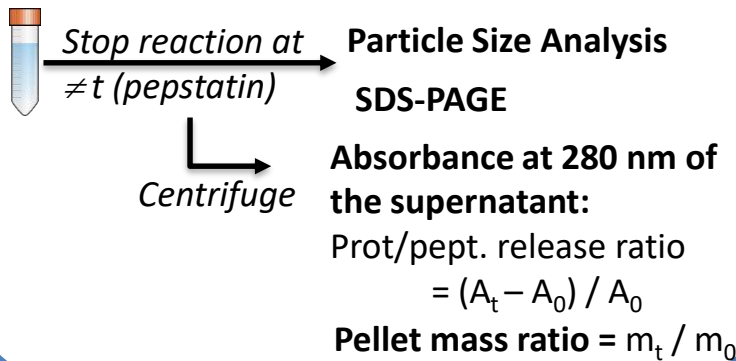 Stop reaction at
≠t (pepstatin)
Particle Size Analysis
SDS-PAGE
Centrifuge
Absorbance at 280 nm of
the supernatant:
Prot/pept. release ratio
= (Aₜ – A₀) / A₀
Pellet mass ratio = mₜ / m₀